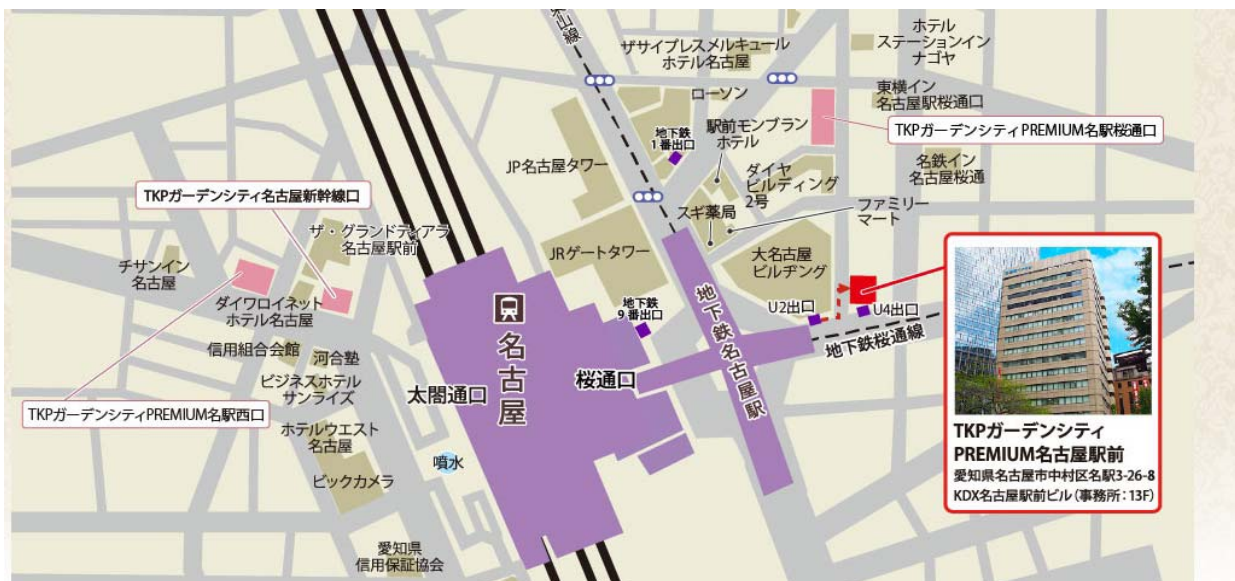 東山線
ザサイプレスメルキュール
ホテル名古屋
ホテル
ステーションイン
ナゴヤ
ローソン
東横イン
名古屋駅桜通口
TKPガーデンシティPREMIUM名駅桜通口
地下鉄
1番出口
駅前モンブラン
ホテル
JP名古屋タワー
ダイヤ
ビルディング
2号
名鉄イン
名古屋桜通
TKPガーデンシティ名古屋新幹線口
スギ薬局
ファミリー
マート
ザ・グランドティアラ
名古屋駅前
チサンイン
名古屋
JRゲートタワー
大名古屋
ビルヂング
ダイワロイネット
ホテル名古屋
地下鉄
9番出口
U2出口
U4出口
地下鉄名古屋駅
地下鉄桜通線
信用組合会館
河合塾
名古屋
桜通口
太閤通口
ビジネスホテル
サンライズ
TKPガーデンシティPREMIUM名駅西口
ホテルウエスト
名古屋
噴水
ビックカメラ
愛知県
信用保証協会
TKPガーデンシティ
PREMIUM名古屋駅前
愛知県名古屋市中村区名駅3-26-8
KDX名古屋駅前ビル(事務所:13F)